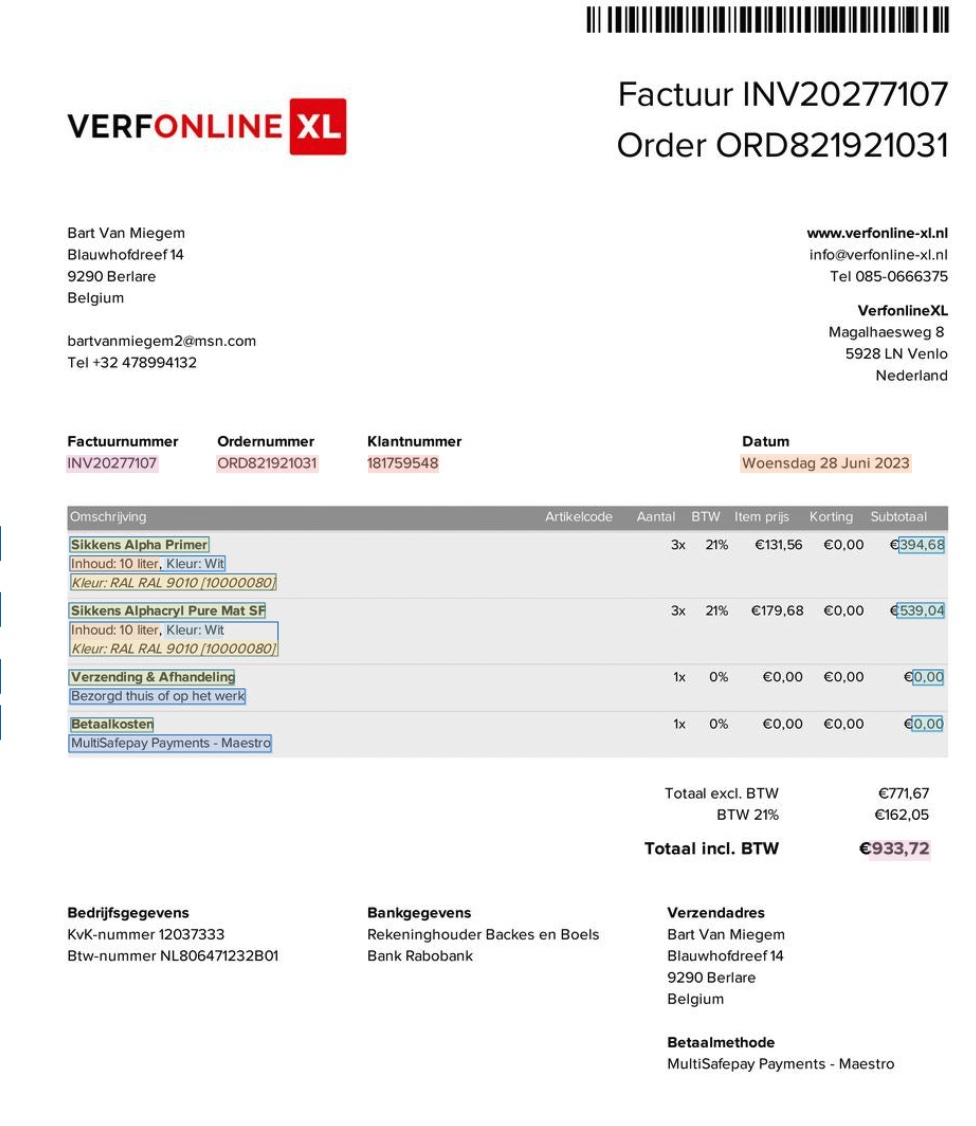 Factuur INV20277107
Order ORD821921031
VERFONLINE XL
Bart Van Miegem
Blauwhofdreef 14
9290 Berlare
Belgium
bartvanmiegem2@msn.com
Tel +32 478994132
www.verfonline-xl.nl
info@verfonline-xl.nl
Tel 085-0666375
VerfonlineXL
Magalhaesweg 8
5928 LN Venlo
Nederland
Factuurnummer Ordernummer Klantnummer Datum
INV20277107 ORD821921031 181759548 Woensdag 28 Juni 2023
Omschrijving Artikelcode Aantal BTW Item prijs Korting Subtotaal
Sikkens Alpha Primer 3x 21% €131,56 €0,00 €394,68
Inhoud: 10 liter, Kleur: Wit
Kleur: RAL RAL 9010 [10000080]
Sikkens Alphacryl Pure Mat SF 3x 21% €179,68 €0,00 €539,04
Inhoud: 10 liter, Kleur: Wit
Kleur: RAL RAL 9010 [10000080]
Verzending & Afhandeling 1x 0% €0,00 €0,00 €0,00
Bezorgd thuis of op het werk
Betaalkosten 1x 0% €0,00 €0,00 €0,00
MultiSafepay Payments - Maestro
Totaal excl. BTW €771,67
BTW 21% €162,05
Totaal incl. BTW €933,72
Bedrijfsgegevens
KvK-nummer 12037333
Btw-nummer NL806471232B01
Bankgegevens
Rekeninghouder Backes en Boels
Bank Rabobank
Verzendadres
Bart Van Miegem
Blauwhofdreef 14
9290 Berlare
Belgium
Betaalmethode
MultiSafepay Payments - Maestro